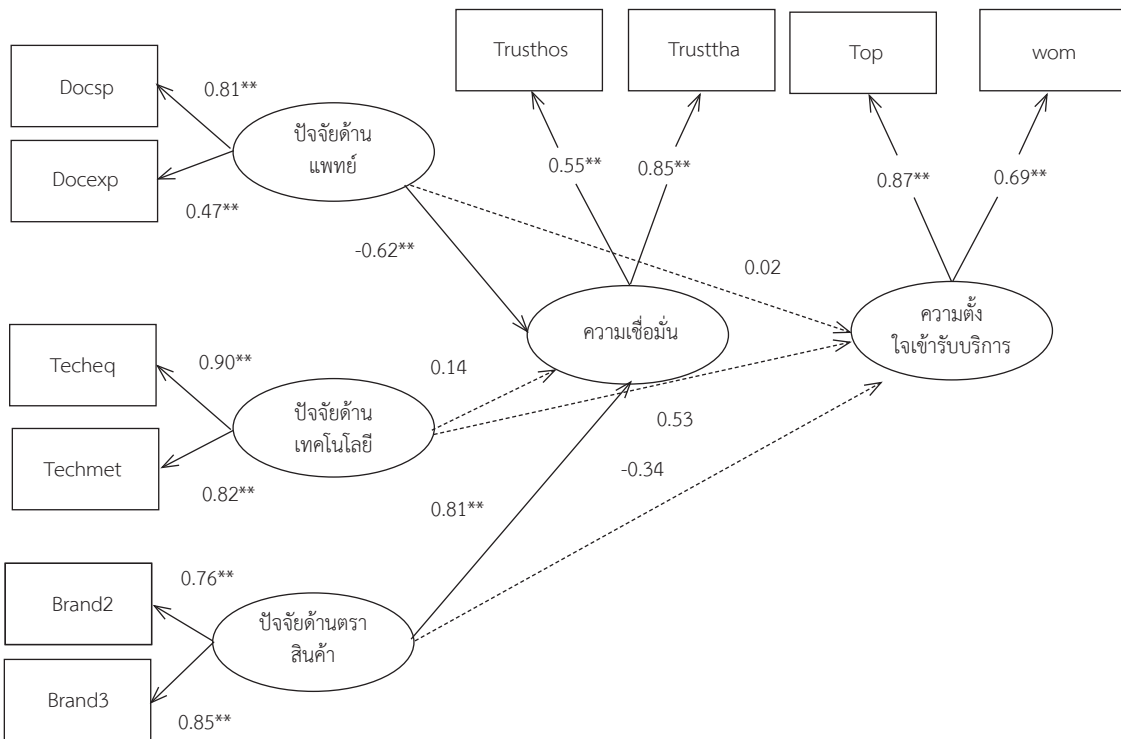 Trusthos
Trusttha
Top
wom
Docsp
0.81**
ปัจจัยด้าน
แพทย์
Docexp
0.47**
0.55**
0.85**
0.87**
0.69**
-0.62**
0.02
ความเชื่อมั่น
ความตั้ง
ใจเข้ารับบริการ
Techeq
0.90**
0.14
ปัจจัยด้าน
เทคโนโลยี
0.53
Techmet
0.82**
-0.34
0.81**
Brand2
0.76**
ปัจจัยด้านตรา
สินค้า
Brand3
0.85**